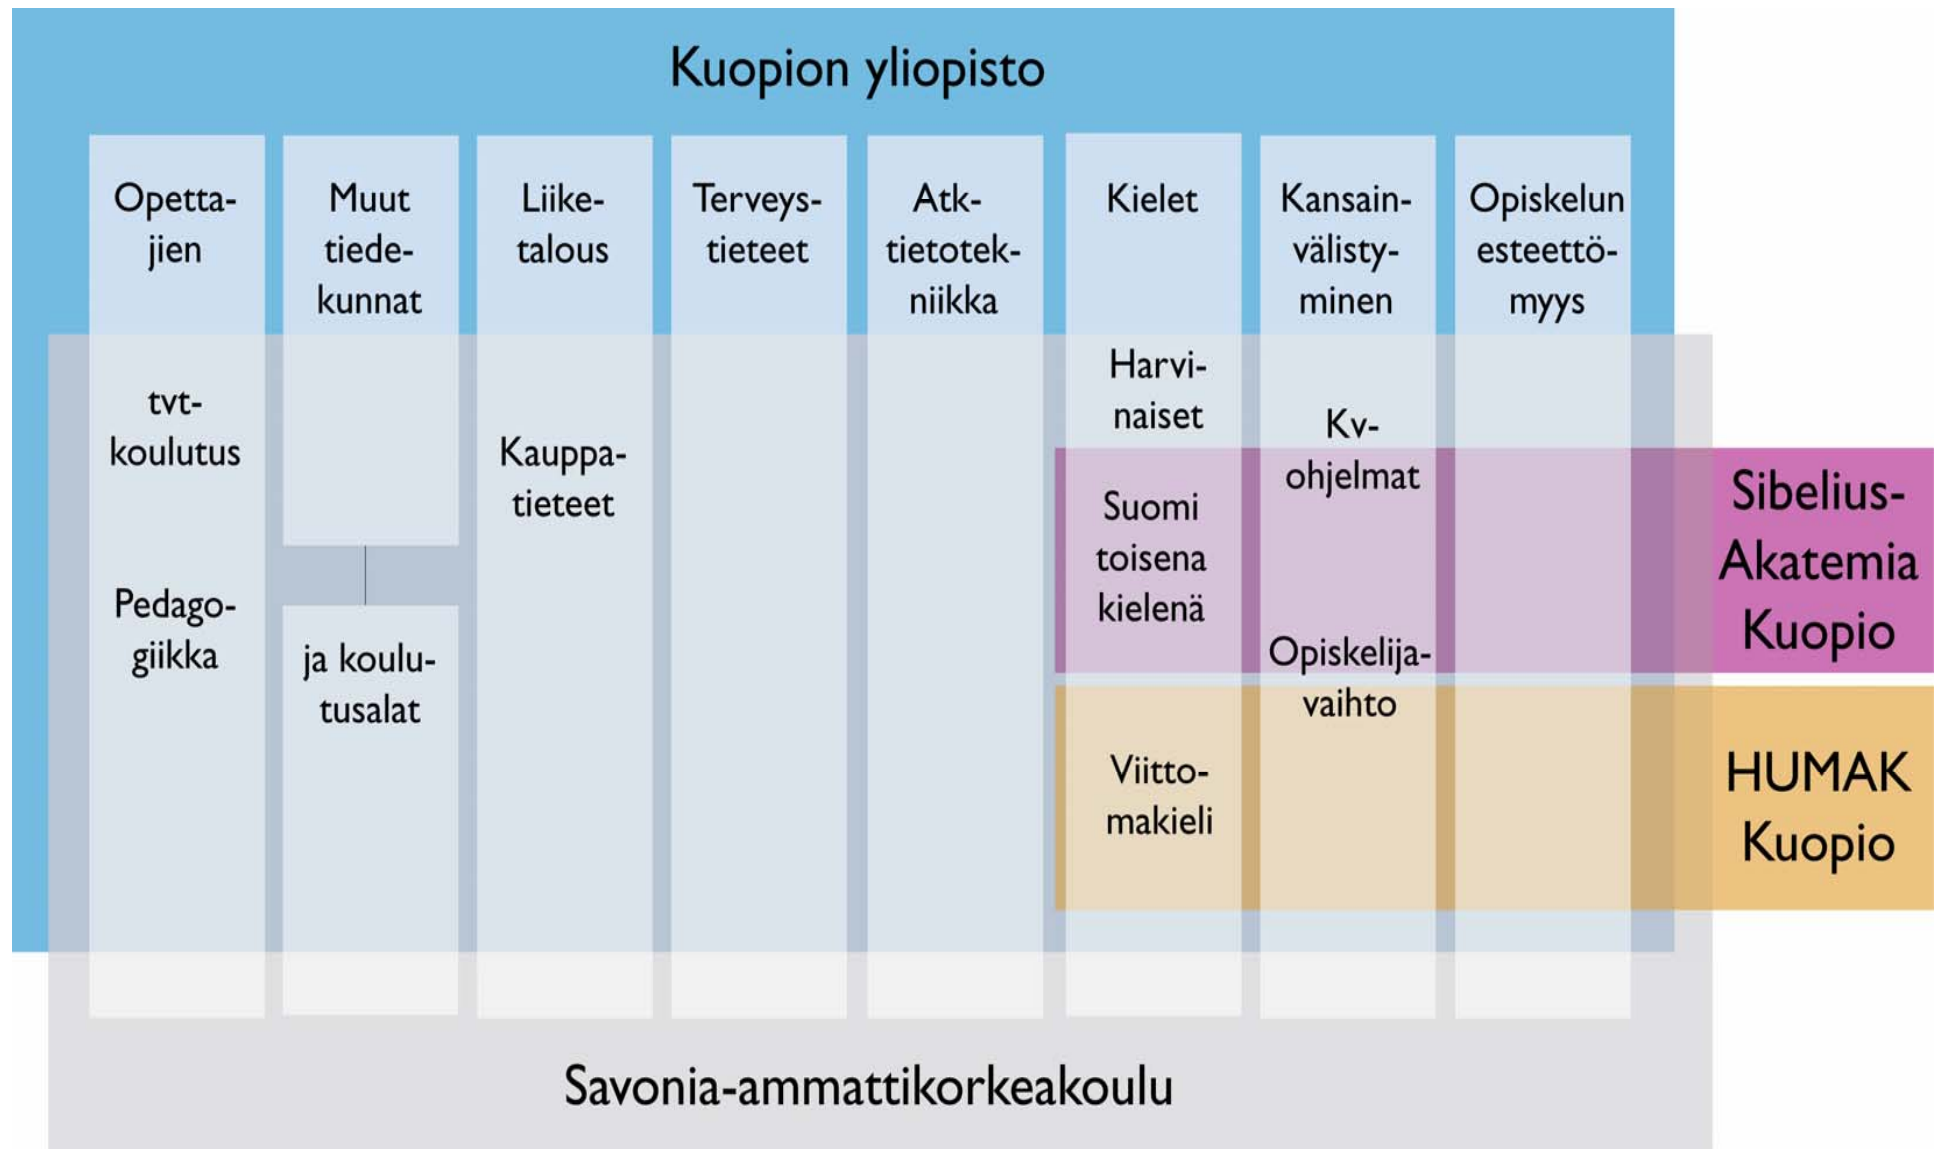 Kuopion yliopisto
Opetta-
jien
tvt-
koulutus
Pedago-
giikka
Muut
tiede-
kunnat
ja koulu-
tusalat
Liike-
talous
Kauppa-
tieteet
Terveys-
tieteet
Atk-
tietotek-
niikka
Kielet
Harvi-
naiset
Suomi
toisena
kielenä
Viitto-
makieli
Kansain-
välisty-
minen
Kv-
ohjelmat
Opiskelija-
vaihto
Opiskelun
esteettö-
myys
Sibelius-
Akatemia
Kuopio
HUMAK
Kuopio
Savonia-ammattikorkeakoulu